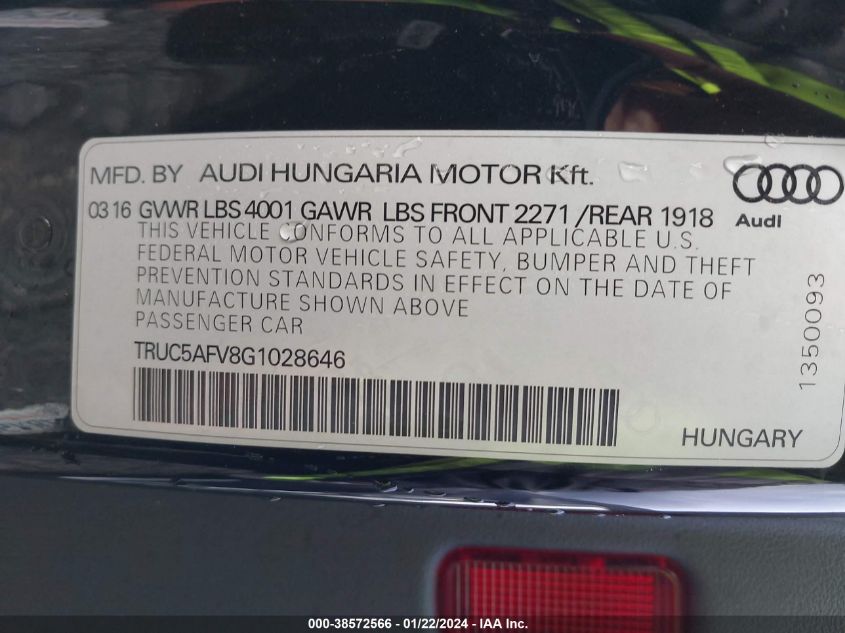 MFD. BY AUDI HUNGARIA MOTOR Kft.
03 16 GVWR LBS 4001 GAWR LBS FRONT 2271 /REAR 1918
Audi
THIS VEHICLE CONFORMS TO ALL APPLICABLE U.S.
FEDERAL MOTOR VEHICLE SAFETY, BUMPER AND THEFT
PREVENTION STANDARDS IN EFFECT ON THE DATE OF
MANUFACTURE SHOWN ABOVE
PASSENGER CAR
TRUC5AFV8G1028646
1350093
HUNGARY
000-38572566 - 01/22/2024 - IAA Inc.